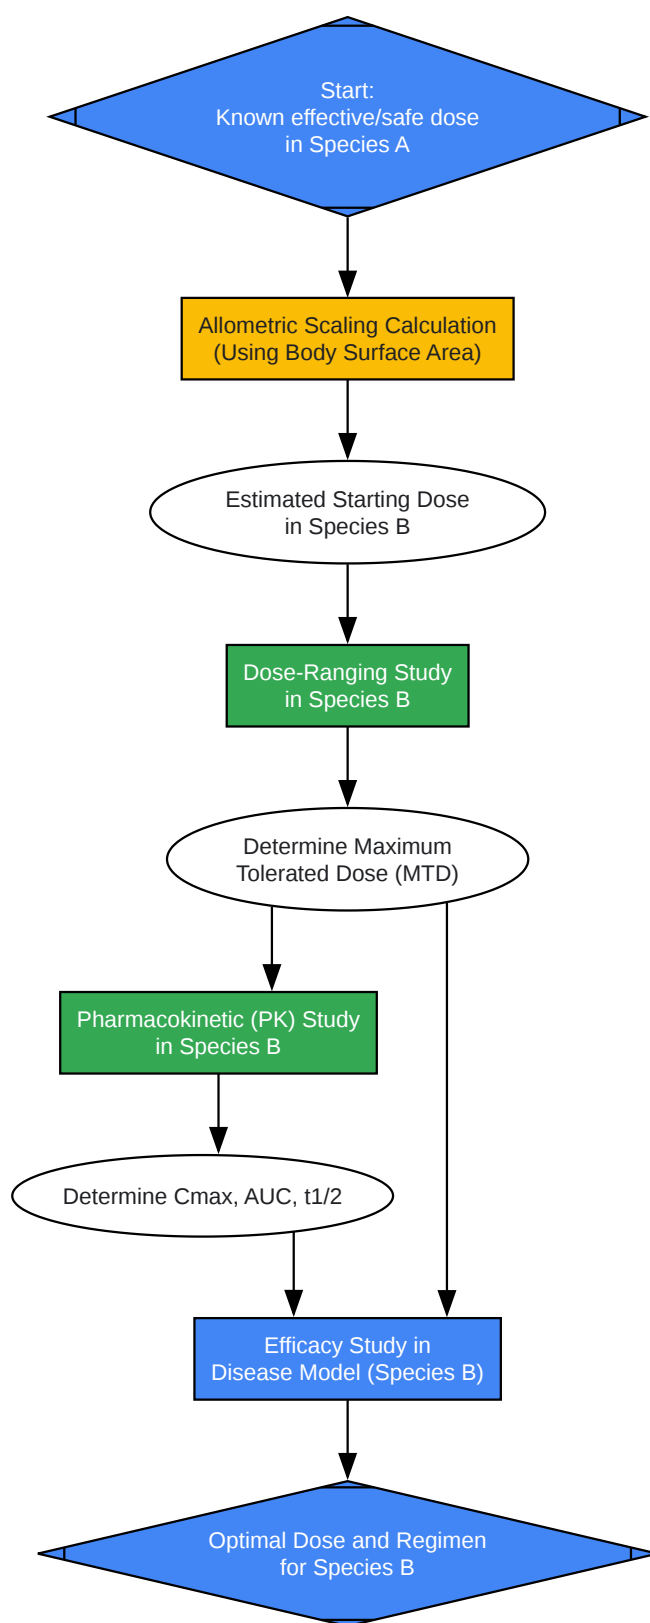 Start:
Known effective/safe dose
in Species A
Allometric Scaling Calculation
(Using Body Surface Area)
Estimated Starting Dose
in Species B
Dose-Ranging Study
in Species B
Determine Maximum
Tolerated Dose (MTD)
Pharmacokinetic (PK) Study
in Species B
Determine Cmax, AUC, t1/2
Efficacy Study in
Disease Model (Species B)
Optimal Dose and Regimen
for Species B